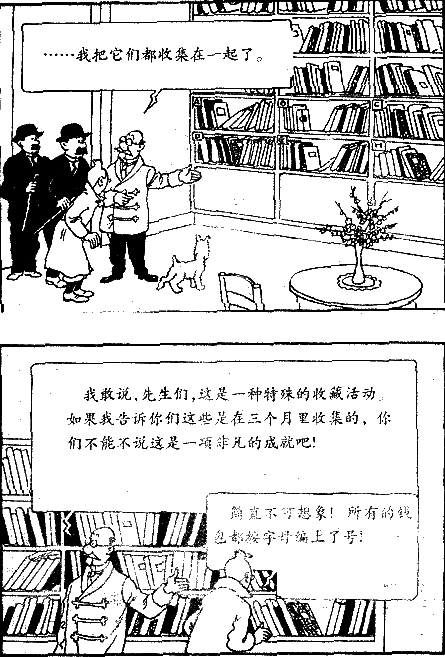 ……我把它们都收集在一起了。
我敢说,先生们,这是一种特殊的收藏活动。
如果我告诉你们这些是在三个月里收集的，你
们不能不说这是一项非凡的成就吧!
简直不可想象! 所有的钱
包都按字母编上了号!